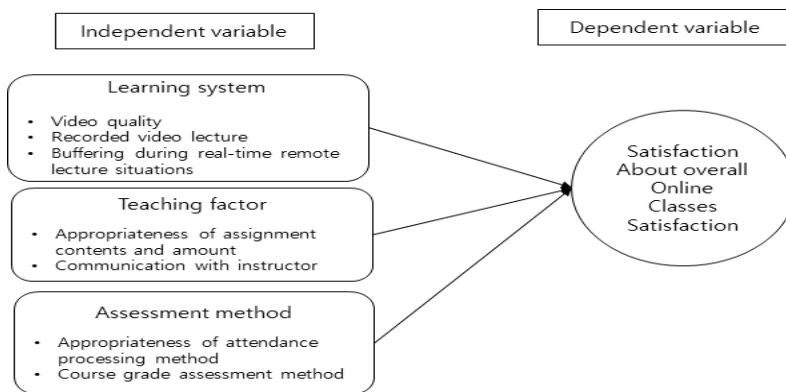 Independent variable
Dependent variable
Learning system
• Video quality
• Recorded video lecture
• Buffering during real-time remote
lecture situations
Teaching factor
• Appropriateness of assignment
contents and amount
• Communication with instructor
Assessment method
• Appropriateness of attendance
processing method
• Course grade assessment method
Satisfaction
About overall
Online
Classes
Satisfaction